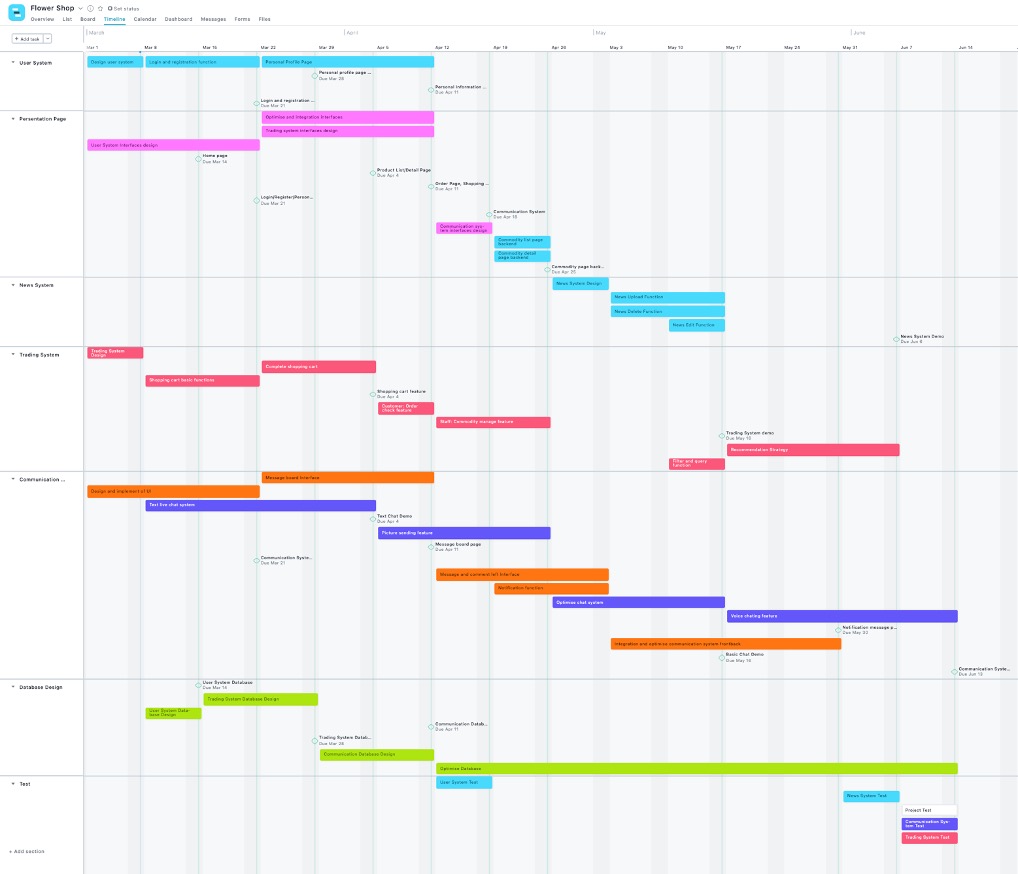 Flower Shop
Set status
Overview List Board Timeline Calendar Dashboard Messages Forms Files
+ Add task
March April May June
Mar 1 Mar 8 Mar 15 Mar 22 Mar 29 Apr 5 Apr 12 Apr 19 Apr 26 May 3 May 10 May 17 May 24 May 31 Jun 7 Jun 14
User System
Design user system
Login and registration function
Personal Profile Page
Personal profile page ...
Due Mar 28
Personal Information ...
Due Apr 11
Login and registration ...
Due Mar 21
Persentation Page
Optimise and integration interfaces
Trading system interfaces design
User System Interfaces design
Home page
Due Mar 14
Product List/Detail Page
Due Apr 4
Order Page, Shopping ...
Due Apr 11
Login(Register)Person...
Due Mar 21
Communication System
Due Apr 18
Communication sys-
tem interfaces design
Commodity list page
backend
Commodity detail
page backend
Commodity page back...
Due Apr 25
News System
News System Design
News Upload Function
News Delete Function
News Edit Function
News System Demo
Due Jun 6
Trading System
Trading System
Design
Complete shopping cart
Shopping cart basic functions
Shopping cart feature
Due Apr 4
Customer: Order
check feature
Staff: Commodity manage feature
Trading System demo
Due May 16
Recommendation Strategy
Filter and query
function
Communication ...
Message board interface
Design and implement of UI
Text live chat system
Text Chat Demo
Due Apr 4
Picture sending feature
Message board page
Due Apr 11
Communication Syste...
Due Mar 21
Message and comment left interface
Notification function
Optimise chat system
Voice chating feature
Notification message p...
Due May 30
Integration and optimise communication system frontback
Basic Chat Demo
Due May 16
Communication Syste...
Due Jun 13
Database Design
User System Database
Due Mar 14
Trading System Database Design
User System Data-
base Design
Communication Datab...
Due Apr 11
Trading System Datab...
Due Mar 28
Communication Database Design
Optimise Database
Test
User System Test
News System Test
Project Test
Communication Sys-
tem Test
Trading System Test
+ Add section